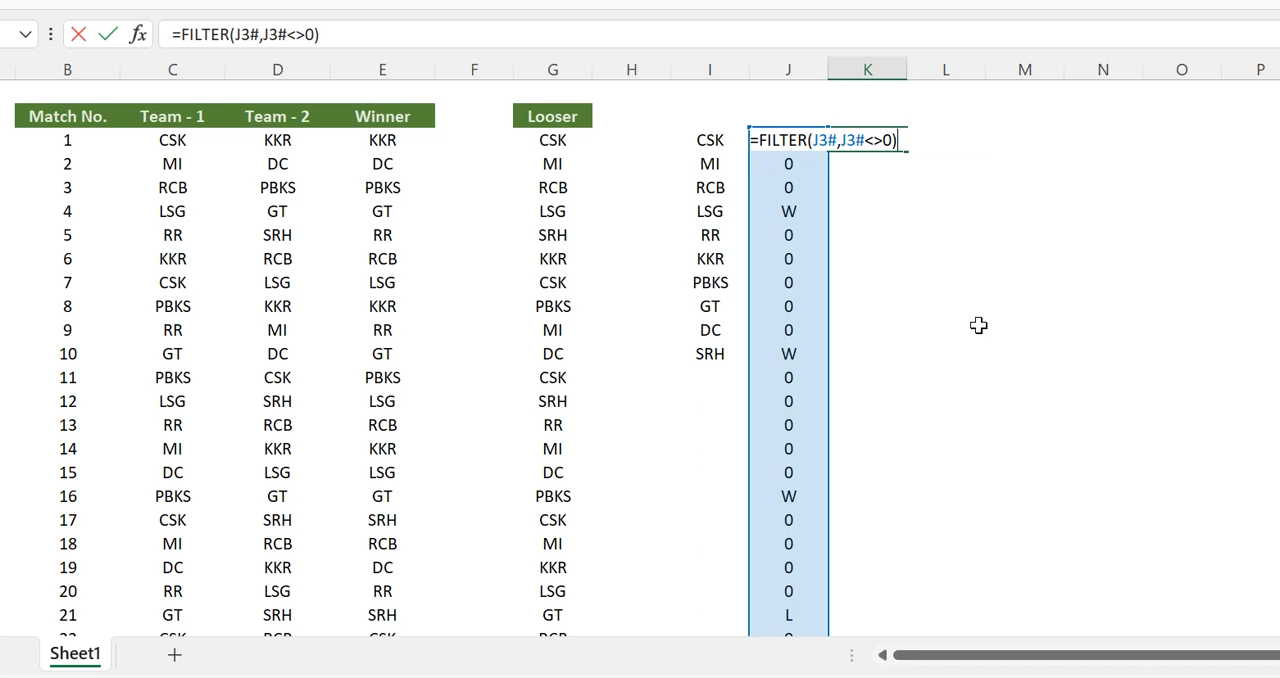 fx =FILTER(J3#,J3#<>0)
B C D E F G H I J K L M N O P
Match No. Team - 1 Team - 2 Winner Looser
1 CSK KKR KKR CSK CSK =FILTER(J3#,J3#<>0)
2 MI DC DC MI MI 0
3 RCB PBKS PBKS RCB RCB 0
4 LSG GT GT LSG LSG W
5 RR SRH RR SRH RR 0
6 KKR RCB RCB KKR KKR 0
7 CSK LSG LSG CSK PBKS 0
8 PBKS KKR KKR PBKS GT 0
9 RR MI RR MI DC 0
10 GT DC GT DC SRH W
11 PBKS CSK PBKS CSK 0
12 LSG SRH LSG SRH 0
13 RR RCB RCB RR 0
14 MI KKR KKR MI 0
15 DC LSG LSG DC 0
16 PBKS GT GT PBKS W
17 CSK SRH SRH CSK 0
18 MI RCB RCB MI 0
19 DC KKR DC KKR 0
20 RR LSG RR LSG 0
21 GT SRH SRH GT L
Sheet1